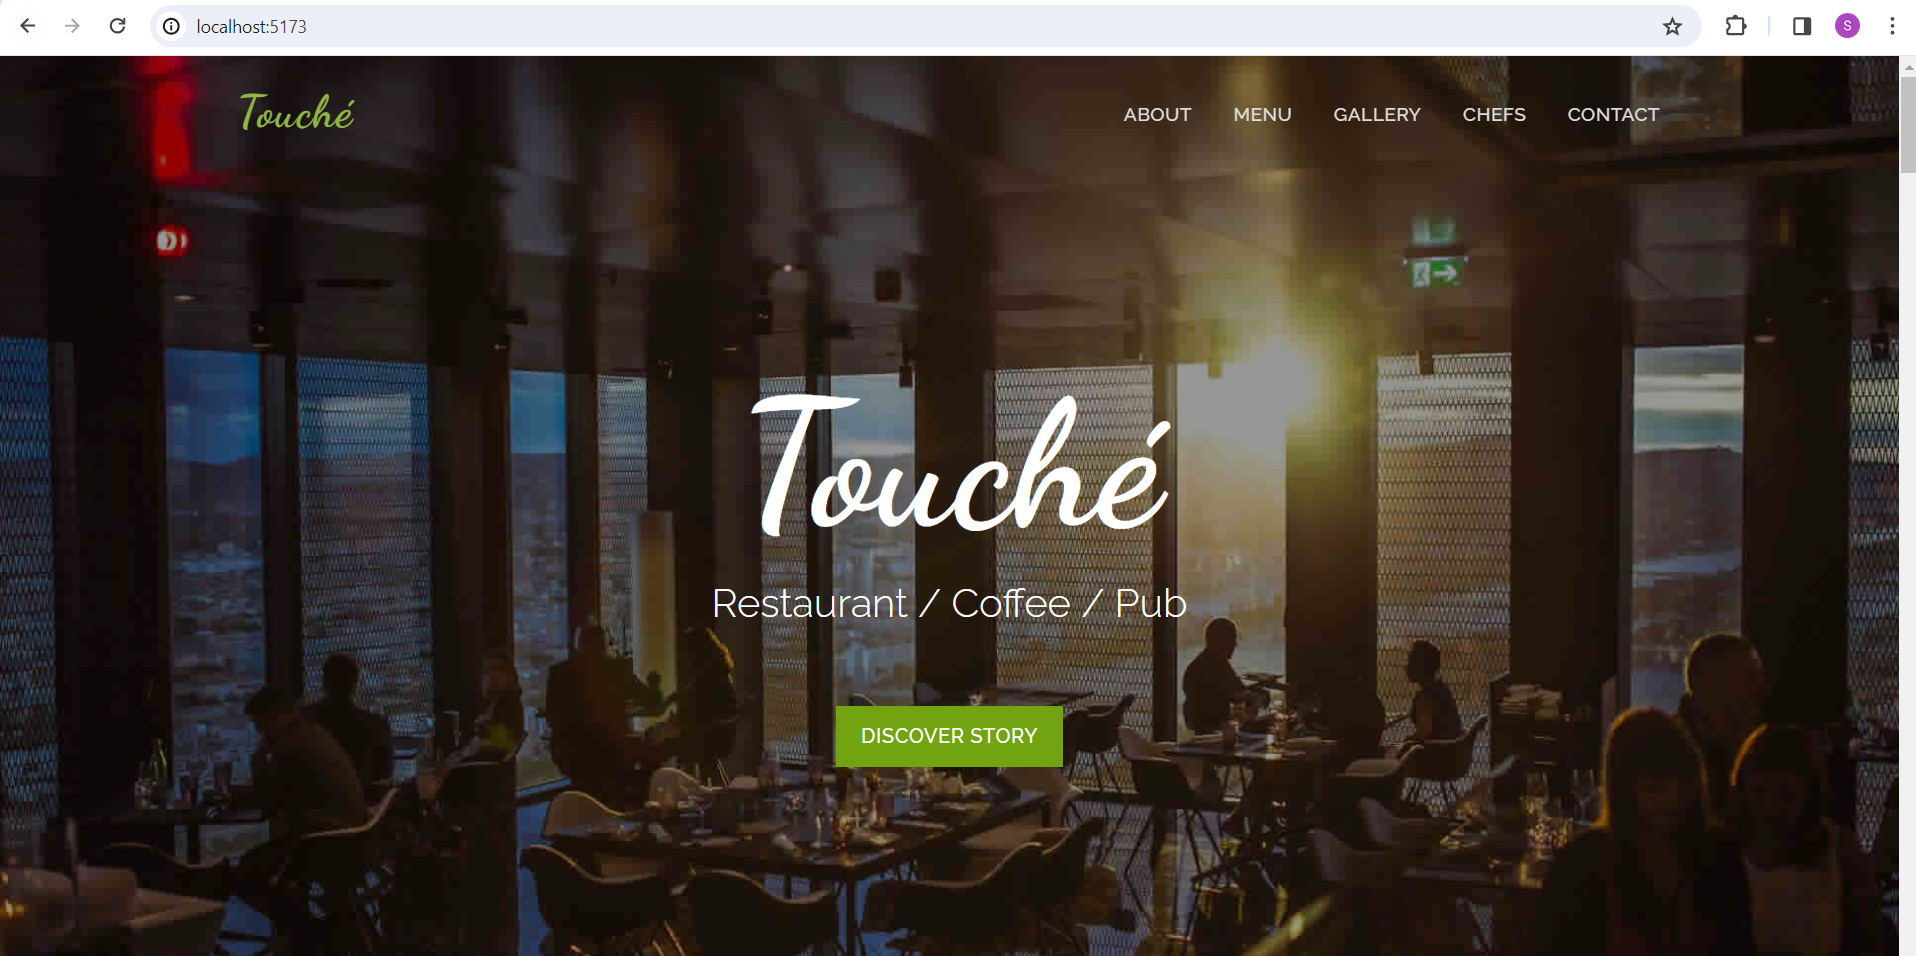 localhost:5173
S
Touché
ABOUT MENU GALLERY CHEFS CONTACT
Touché
Restaurant / Coffee / Pub
DISCOVER STORY